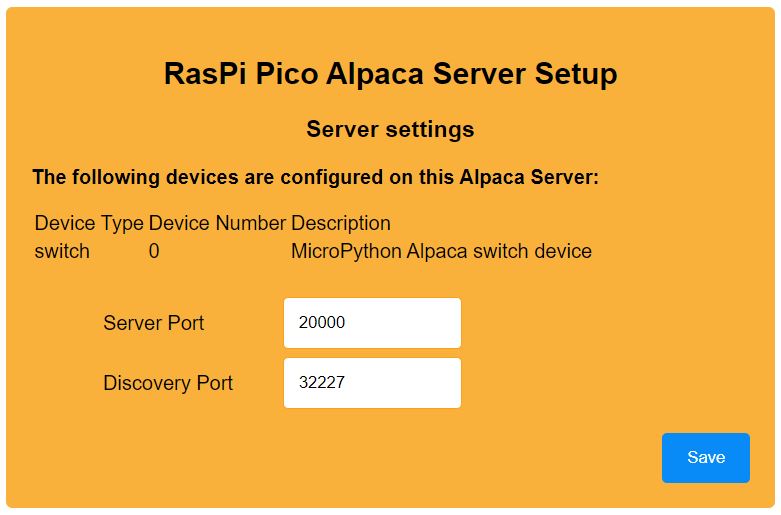 RasPi Pico Alpaca Server Setup
Server settings
The following devices are configured on this Alpaca Server:
Device Type Device Number Description
switch 0 MicroPython Alpaca switch device
Server Port 20000
Discovery Port 32227
Save